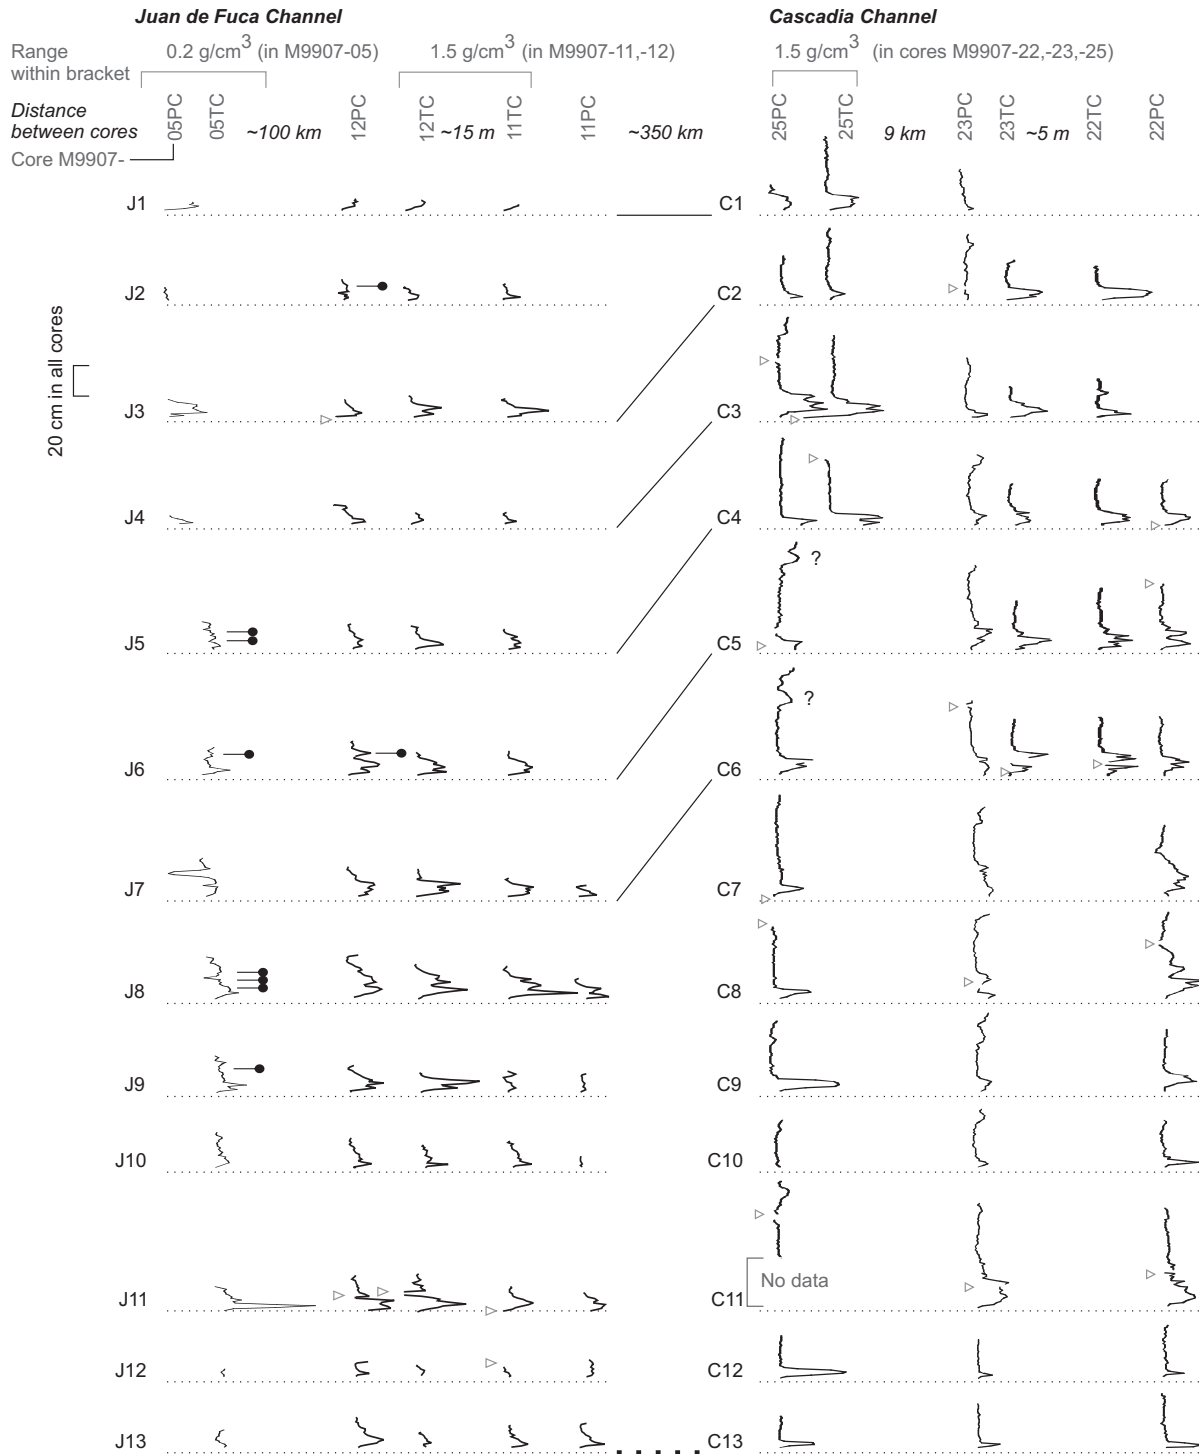 Juan de Fuca Channel
Cascadia Channel
Range within bracket
0.2 g/cm3 (in M9907-05)
1.5 g/cm3 (in M9907-11,-12)
1.5 g/cm3 (in cores M9907-22,-23,-25)
Distance between cores
05PC
05TC
~100 km
12PC
12TC
~15 m
11TC
11PC
~350 km
25PC
25TC
9 km
23PC
23TC
~5 m
22TC
22PC
Core M9907-
20 cm in all cores
J1
C1
J2
C2
J3
C3
J4
C4
?
J5
C5
?
J6
C6
J7
C7
J8
C8
J9
C9
J10
C10
No data
J11
C11
J12
C12
J13
C13